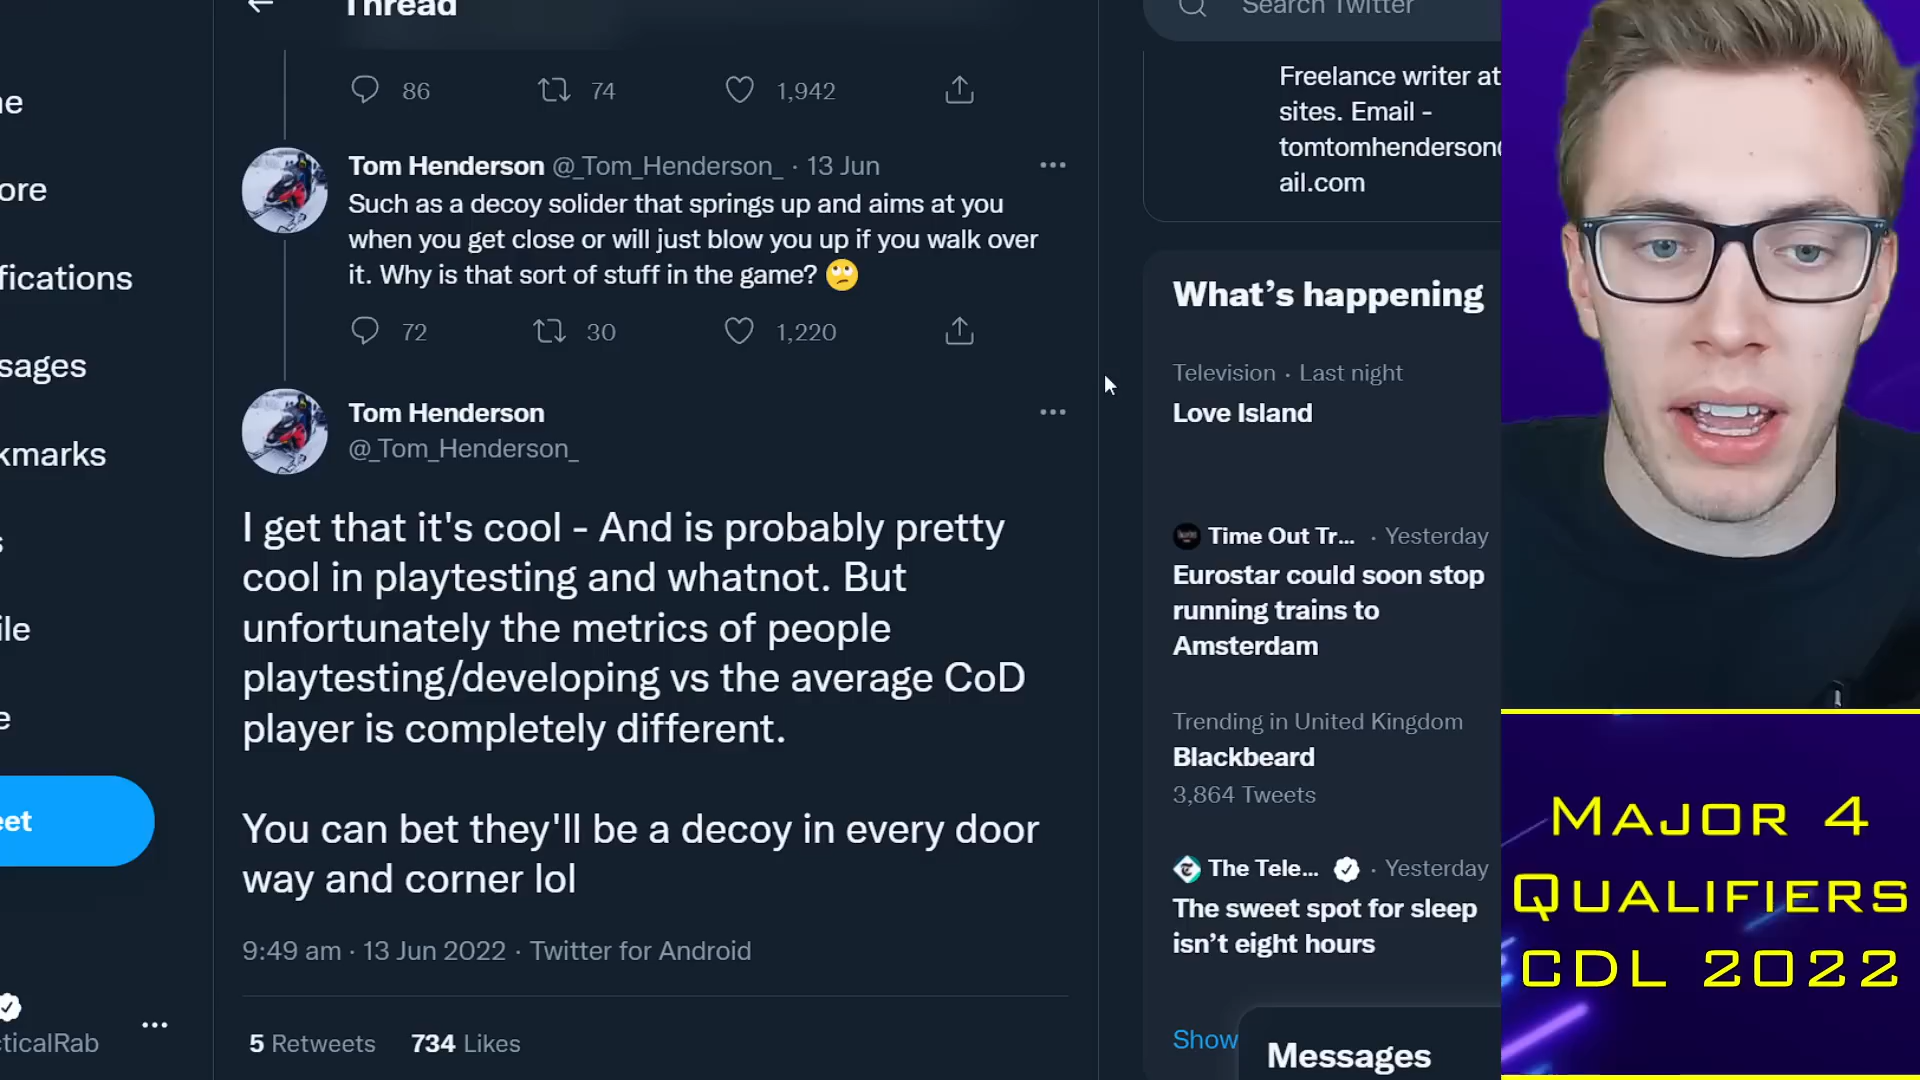 Thread
Search Twitter
86
74
1,942
Tom Henderson @_Tom_Henderson_ · 13 Jun
Such as a decoy solider that springs up and aims at you
when you get close or will just blow you up if you walk over
it. Why is that sort of stuff in the game? 🙄
72
30
1,220
Tom Henderson
@_Tom_Henderson_
I get that it's cool - And is probably pretty
cool in playtesting and whatnot. But
unfortunately the metrics of people
playtesting/developing vs the average CoD
player is completely different.
You can bet they'll be a decoy in every door
way and corner lol
9:49 am · 13 Jun 2022 · Twitter for Android
5 Retweets 734 Likes
ne
ore
fications
sages
kmarks
s
ile
e
eet
cticalRab
Freelance writer at
sites. Email -
tomtomhenderson
ail.com
What's happening
Television · Last night
Love Island
Time Out Tr... · Yesterday
Eurostar could soon stop
running trains to
Amsterdam
Trending in United Kingdom
Blackbeard
3,864 Tweets
The Tele... · Yesterday
The sweet spot for sleep
isn't eight hours
Show
Messages
MAJOR 4
QUALIFIERS
CDL 2022